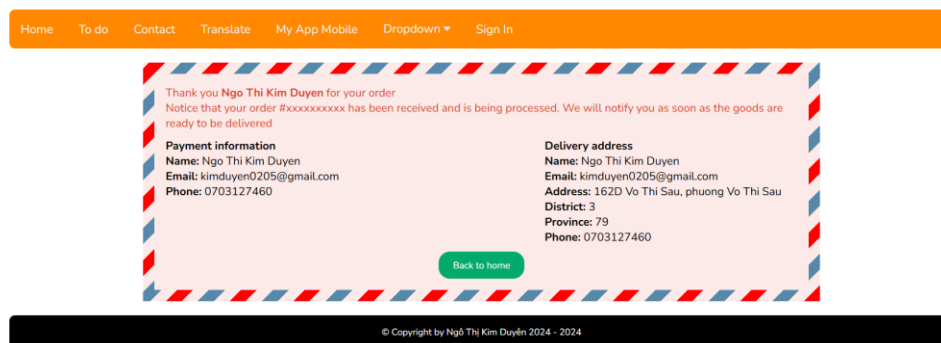 Home To do Contact Translate My App Mobile Dropdown Sign In
Thank you Ngo Thi Kim Duyen for your order
Notice that your order #xxxxxxxxxx has been received and is being processed. We will notify you as soon as the goods are
ready to be delivered
Payment information
Name: Ngo Thi Kim Duyen
Email: kimduyen0205@gmail.com
Phone: 0703127460
Delivery address
Name: Ngo Thi Kim Duyen
Email: kimduyen0205@gmail.com
Address: 162D Vo Thi Sau, phuong Vo Thi Sau
District: 3
Province: 79
Phone: 0703127460
Back to home
© Copyright by Ngô Thị Kim Duyên 2024 - 2024